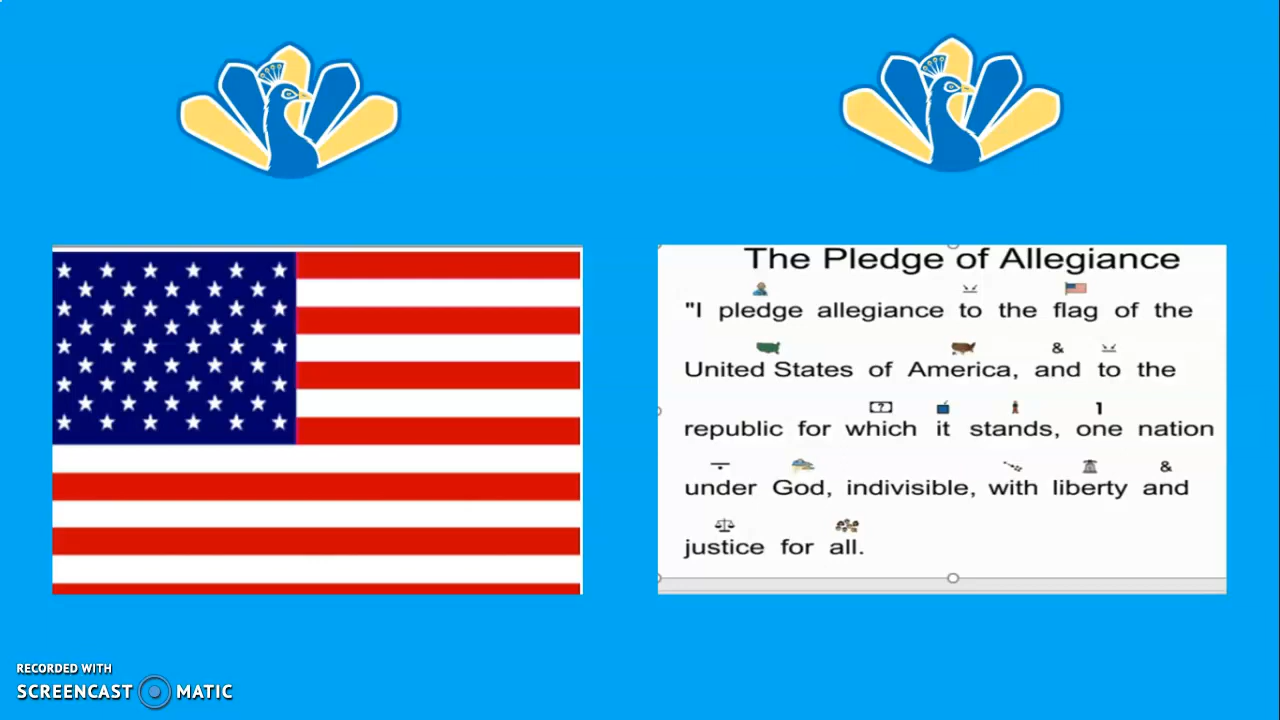 The Pledge of Allegiance
"I pledge allegiance to the flag of the
&
United States of America, and to the
? 1
republic for which it stands, one nation
&
under God, indivisible, with liberty and
justice for all.
RECORDED WITH
SCREENCAST MATIC